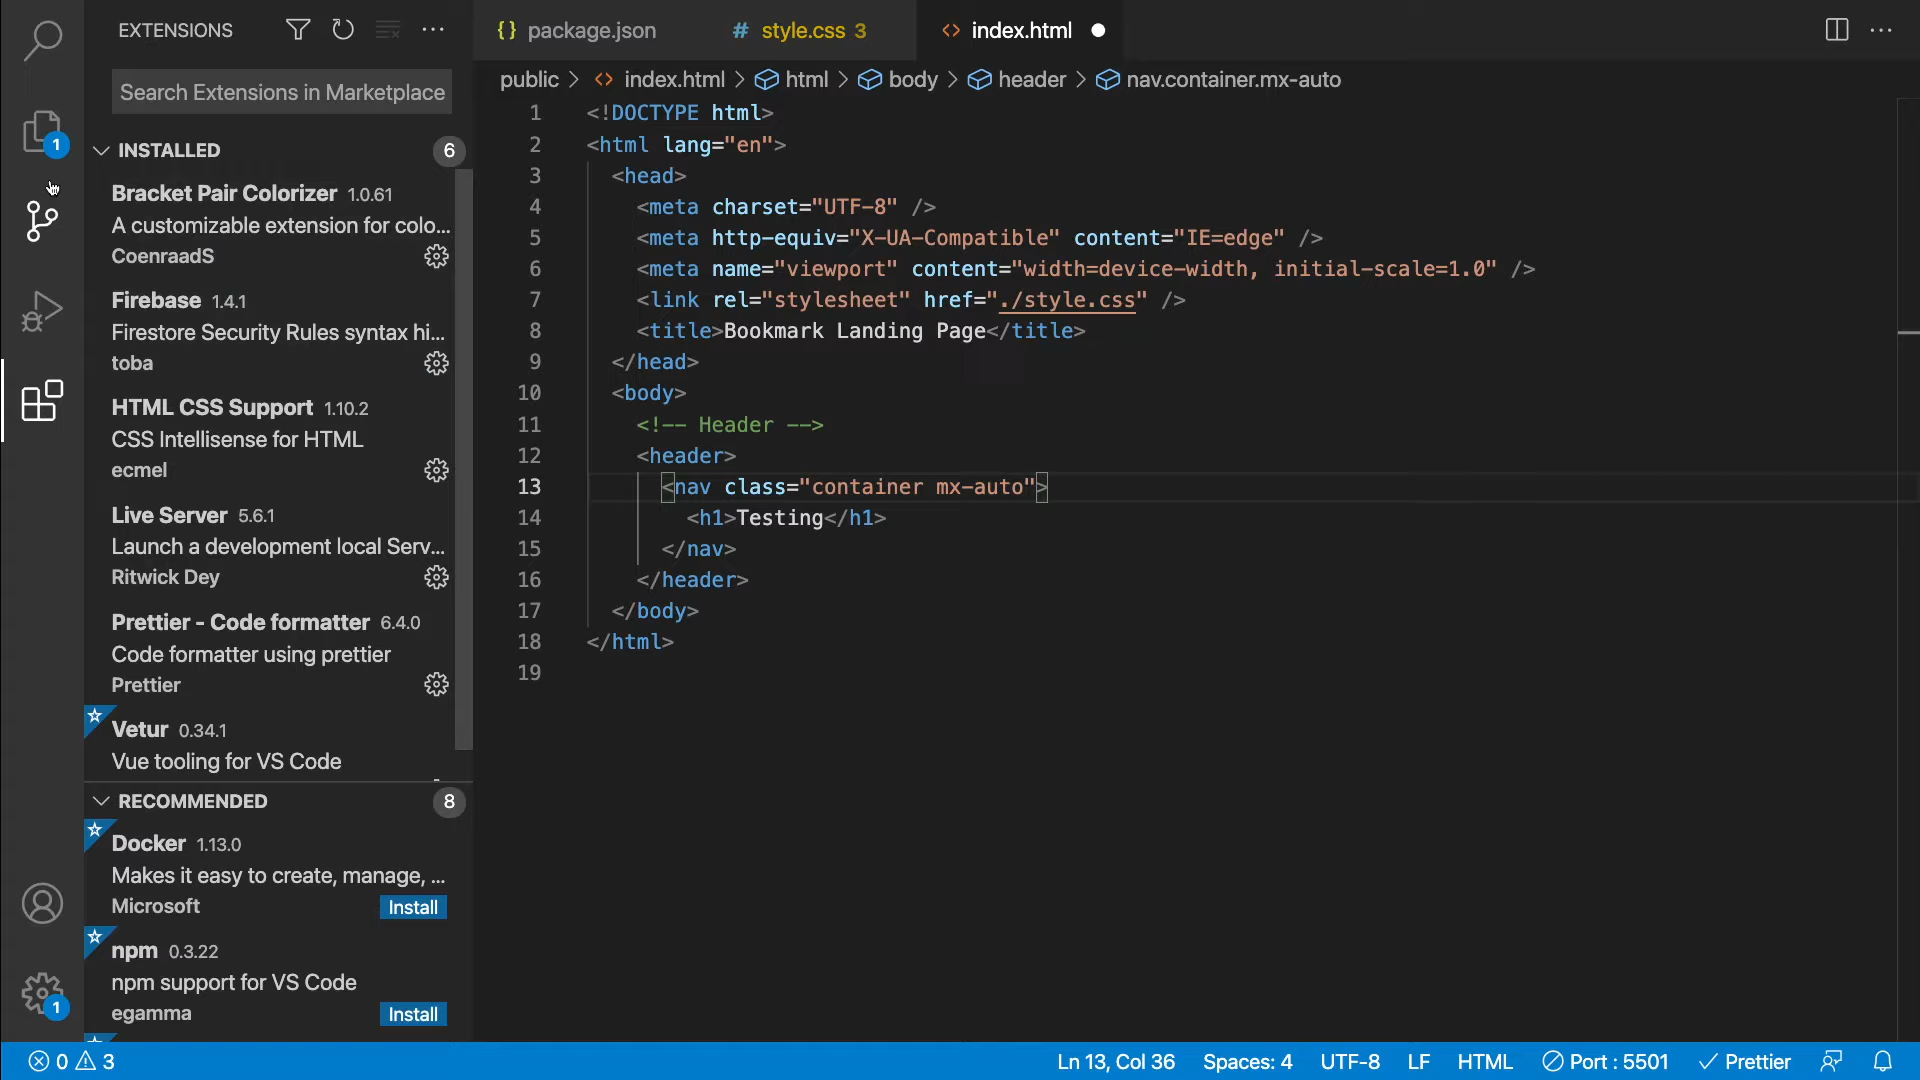 EXTENSIONS
Search Extensions in Marketplace
1
INSTALLED 6
Bracket Pair Colorizer 1.0.61
A customizable extension for colo...
CoenraadS
Firebase 1.4.1
Firestore Security Rules syntax hi...
toba
HTML CSS Support 1.10.2
CSS Intellisense for HTML
ecmel
Live Server 5.6.1
Launch a development local Serv...
Ritwick Dey
Prettier - Code formatter 6.4.0
Code formatter using prettier
Prettier
Vetur 0.34.1
Vue tooling for VS Code
RECOMMENDED 8
Docker 1.13.0
Makes it easy to create, manage, ...
Microsoft Install
npm 0.3.22
npm support for VS Code
egamma Install
1
{} package.json # style.css 3 <> index.html
public > <> index.html > html > body > header > nav.container.mx-auto
1 <!DOCTYPE html>
2 <html lang="en">
3 <head>
4 <meta charset="UTF-8" />
5 <meta http-equiv="X-UA-Compatible" content="IE=edge" />
6 <meta name="viewport" content="width=device-width, initial-scale=1.0" />
7 <link rel="stylesheet" href="./style.css" />
8 <title>Bookmark Landing Page</title>
9 </head>
10 <body>
11 <!-- Header -->
12 <header>
13 <nav class="container mx-auto">
14 <h1>Testing</h1>
15 </nav>
16 </header>
17 </body>
18 </html>
19
0 3 Ln 13, Col 36 Spaces: 4 UTF-8 LF HTML Port : 5501 Prettier